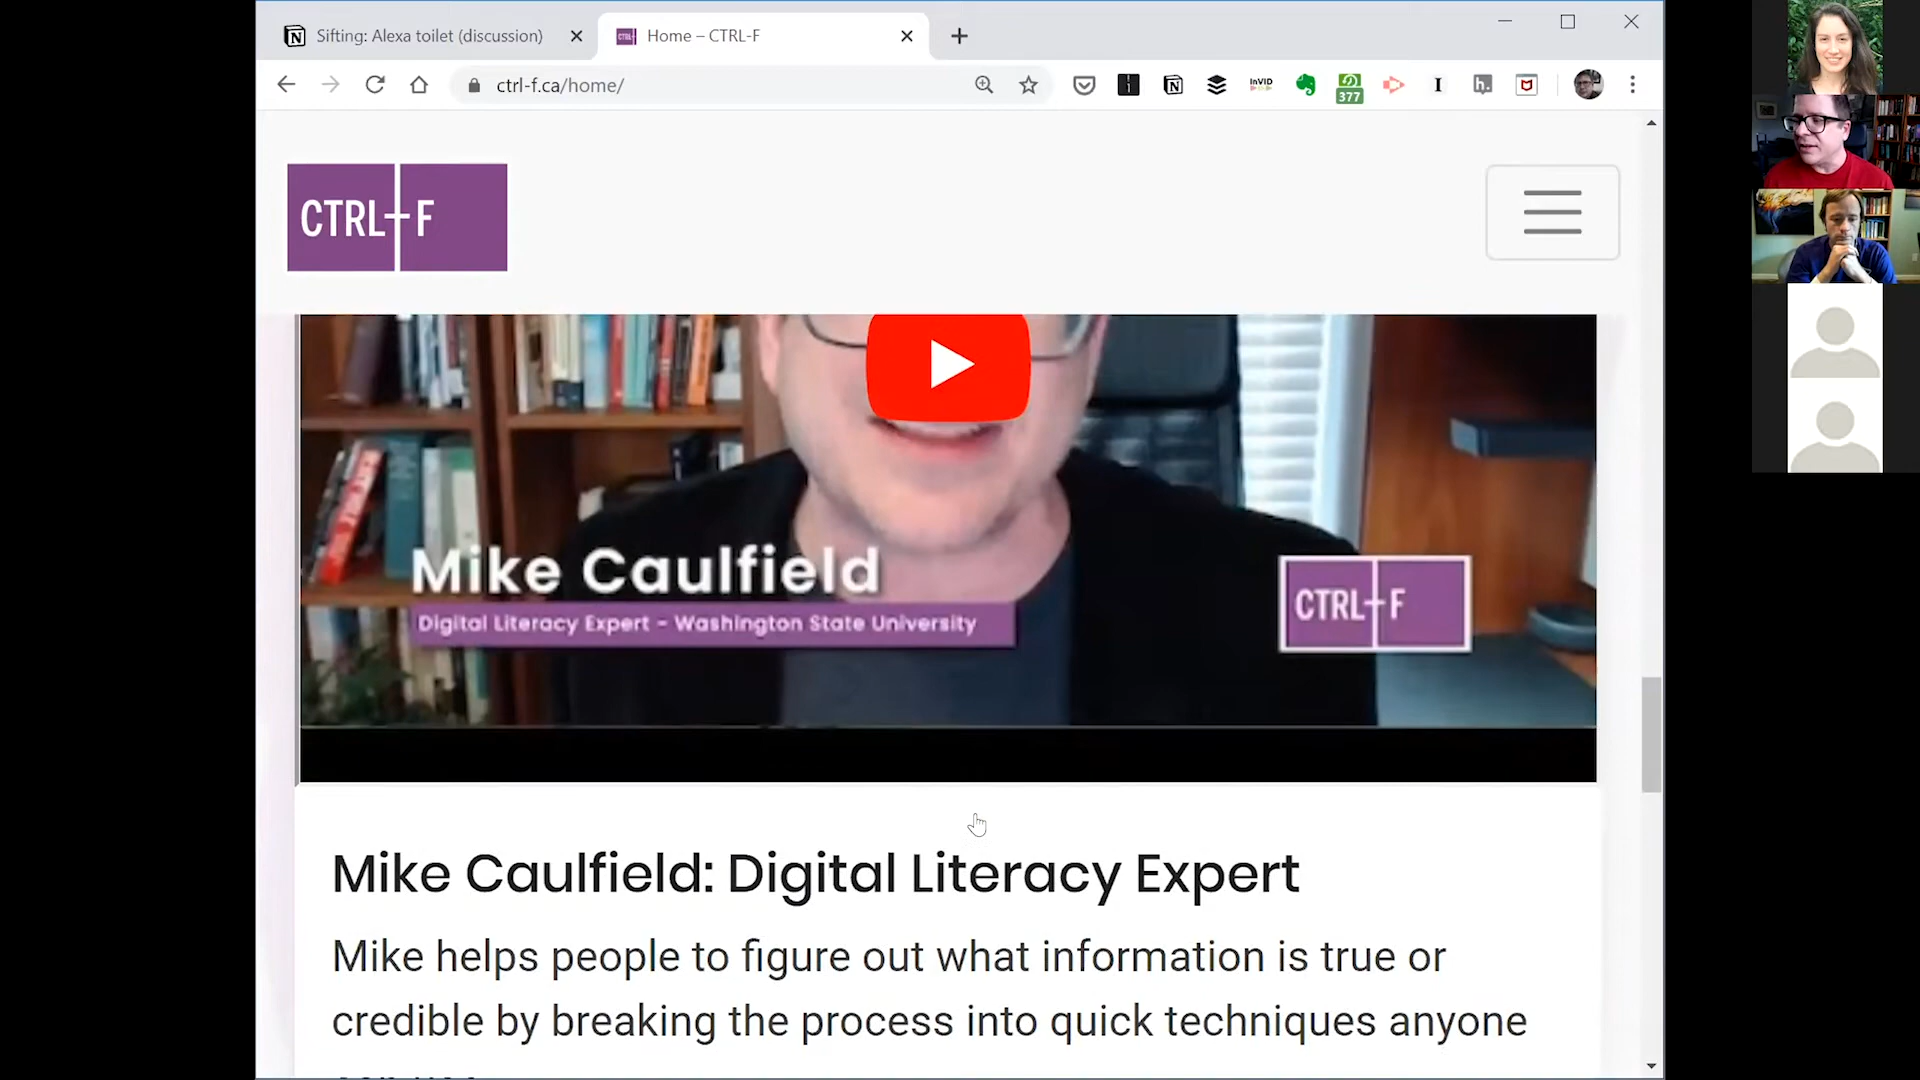 Sifting: Alexa toilet (discussion)
Home – CTRL-F
ctrl-f.ca/home/
InVID
377
CTRL+F
Mike Caulfield
Digital Literacy Expert - Washington State University
CTRL+F
Mike Caulfield: Digital Literacy Expert
Mike helps people to figure out what information is true or
credible by breaking the process into quick techniques anyone